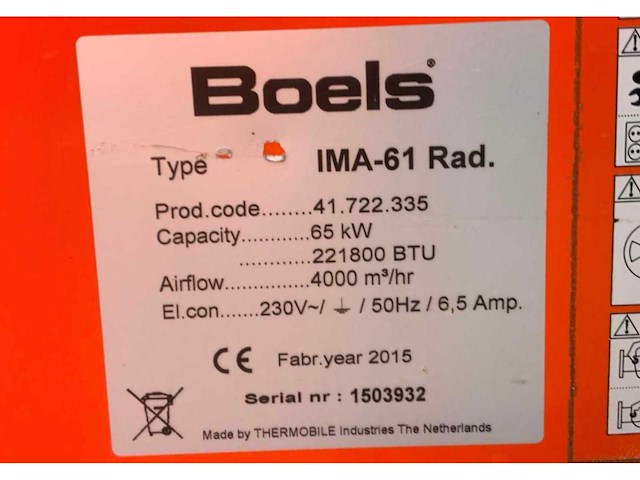 Boels®
Type IMA-61 Rad.
Prod.code........41.722.335
Capacity.............65 kW
.............221800 BTU
Airflow...............4000 m³/hr
El.con.......230V~/ ⏚ / 50Hz / 6,5 Amp.
CE Fabr.year 2015
Serial nr : 1503932
Made by THERMOBILE Industries The Netherlands